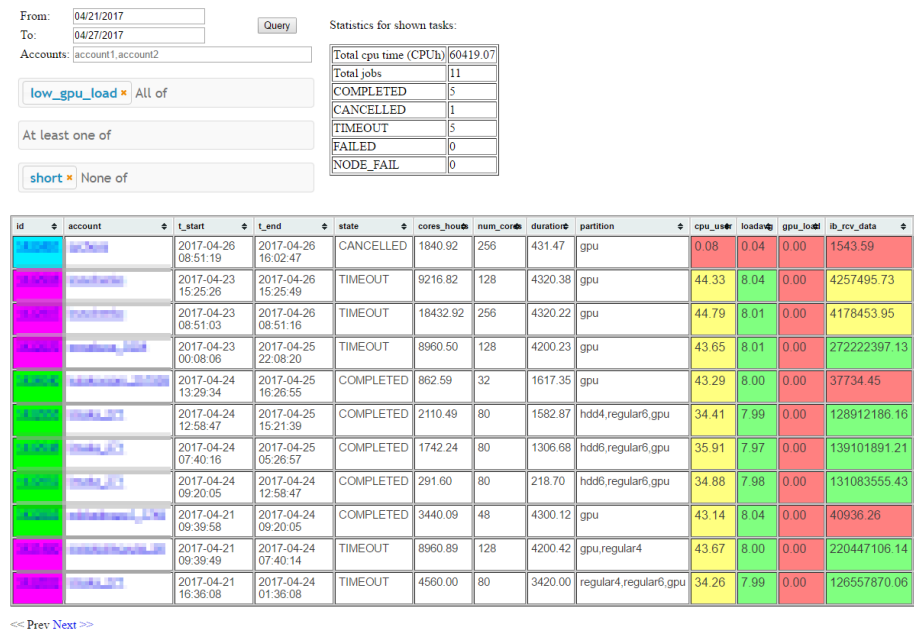 From: 04/21/2017
To: 04/27/2017
Query
Accounts: account1,account2
low_gpu_load × All of
At least one of
short × None of
Statistics for shown tasks:
Total cpu time (CPUh) 60419.07
Total jobs 11
COMPLETED 5
CANCELLED 1
TIMEOUT 5
FAILED 0
NODE_FAIL 0
id account t_start t_end state cores_hours num_cores duration partition cpu_user loadavg gpu_load ib_rcv_data
2017-04-26 08:51:19 2017-04-26 16:02:47 CANCELLED 1840.92 256 431.47 gpu 0.08 0.04 0.00 1543.59
2017-04-23 15:25:26 2017-04-26 15:25:49 TIMEOUT 9216.82 128 4320.38 gpu 44.33 8.04 0.00 4257495.73
2017-04-23 08:51:03 2017-04-26 08:51:16 TIMEOUT 18432.92 256 4320.22 gpu 44.79 8.01 0.00 4178453.95
2017-04-23 00:08:06 2017-04-25 22:08:20 TIMEOUT 8960.50 128 4200.23 gpu 43.65 8.01 0.00 272222397.13
2017-04-24 13:29:34 2017-04-25 16:26:55 COMPLETED 862.59 32 1617.35 gpu 43.29 8.00 0.00 37734.45
2017-04-24 12:58:47 2017-04-25 15:21:39 COMPLETED 2110.49 80 1582.87 hdd4,regular6,gpu 34.41 7.99 0.00 128912186.16
2017-04-24 07:40:16 2017-04-25 05:26:57 COMPLETED 1742.24 80 1306.68 hdd6,regular6,gpu 35.91 7.97 0.00 139101891.21
2017-04-24 09:20:05 2017-04-24 12:58:47 COMPLETED 291.60 80 218.70 hdd6,regular6,gpu 34.88 7.98 0.00 131083555.43
2017-04-21 09:39:58 2017-04-24 09:20:05 COMPLETED 3440.09 48 4300.12 gpu 43.14 8.04 0.00 40936.26
2017-04-21 09:39:49 2017-04-24 07:40:14 TIMEOUT 8960.89 128 4200.42 gpu,regular4 43.67 8.00 0.00 220447106.14
2017-04-21 16:36:08 2017-04-24 01:36:08 TIMEOUT 4560.00 80 3420.00 regular4,regular6,gpu 34.26 7.99 0.00 126557870.06
<< Prev Next >>